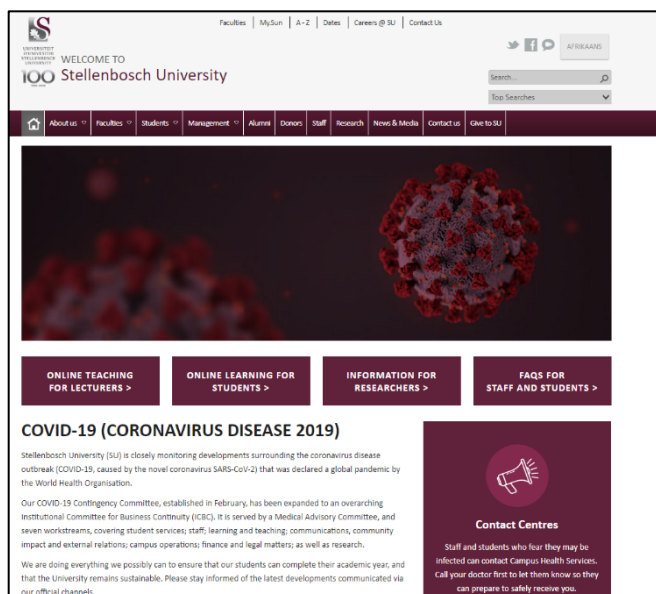 Faculties | My.Sun | A - Z | Dates | Careers @ SU | Contact Us
UNIVERSITEIT
STELLENBOSCH
UNIVERSITY
100
WELCOME TO
Stellenbosch University
AFRIKAANS
Search...
Top Searches
About us
Faculties
Students
Management
Alumni
Donors
Staff
Research
News & Media
Contact us
Give to SU
ONLINE TEACHING
FOR LECTURERS >
ONLINE LEARNING FOR
STUDENTS >
INFORMATION FOR
RESEARCHERS >
FAQS FOR
STAFF AND STUDENTS >
COVID-19 (CORONAVIRUS DISEASE 2019)
Stellenbosch University (SU) is closely monitoring developments surrounding the coronavirus disease
outbreak (COVID-19, caused by the novel coronavirus SARS-CoV-2) that was declared a global pandemic by
the World Health Organisation.
Our COVID-19 Contingency Committee, established in February, has been expanded to an overarching
Institutional Committee for Business Continuity (ICBC). It is served by a Medical Advisory Committee, and
seven workstreams, covering student services; staff; learning and teaching; communications, community
impact and external relations; campus operations; finance and legal matters; as well as research.
We are doing everything we possibly can to ensure that our students can complete their academic year, and
that the University remains sustainable. Please stay informed of the latest developments communicated via
our official channels.
Contact Centres
Staff and students who fear they may be
infected can contact Campus Health Services.
Call your doctor first to let them know so they
can prepare to safely receive you.